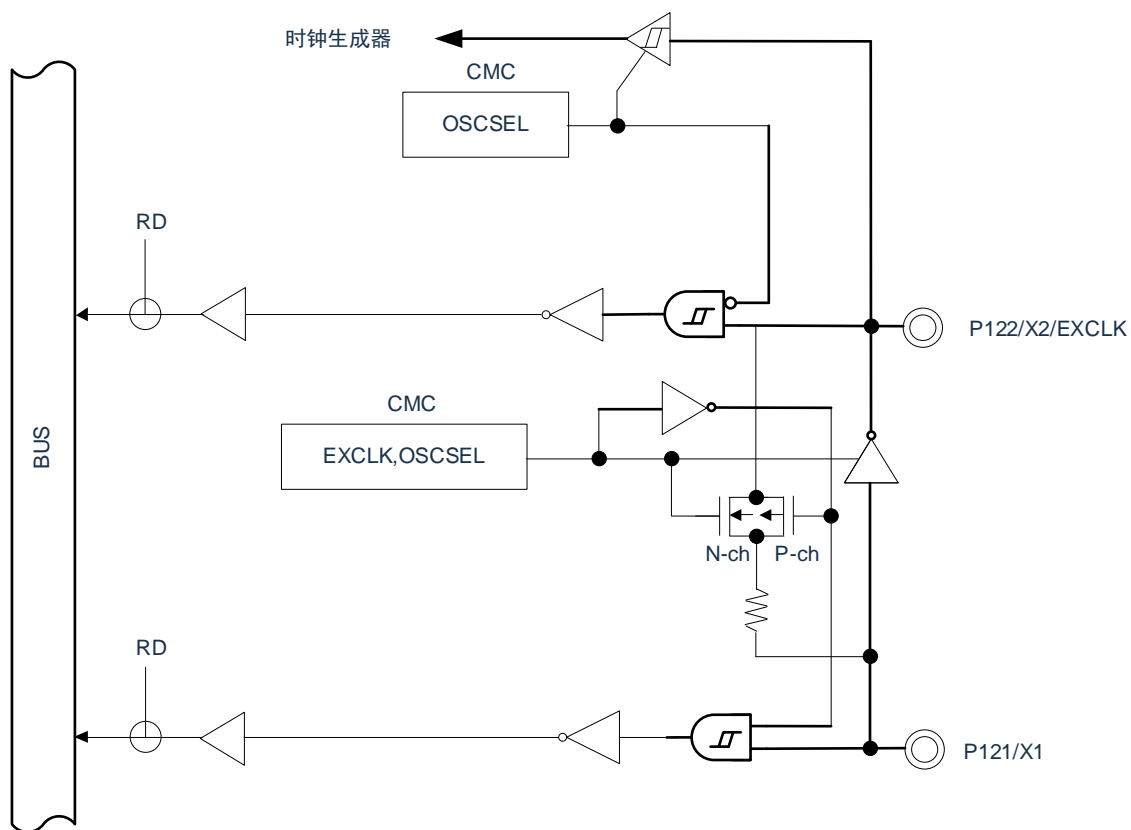 时钟生成器
CMC
OSCSEL
RD
P122/X2/EXCLK
CMC
EXCLK,OSCSEL
BUS
N-ch
P-ch
RD
P121/X1